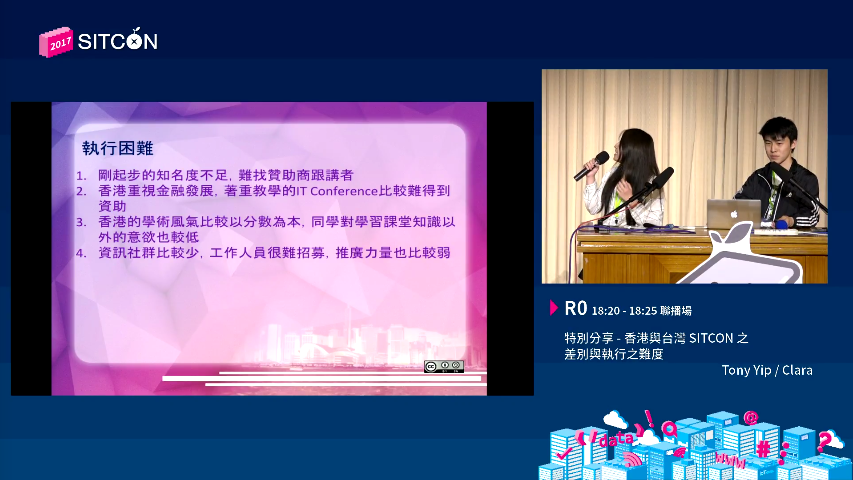 2017 SITCON
執行困難
1. 剛起步的知名度不足, 難找贊助商跟講者
2. 香港重視金融發展, 著重教學的IT Conference比較難得到
資助
3. 香港的學術風氣比較以分數為本, 同學對學習課堂知識以
外的意欲也較低
4. 資訊社群比較少, 工作人員很難招募, 推廣力量也比較弱
R0 18:20 - 18:25 聯播場
特別分享 - 香港與台灣 SITCON 之
差別與執行之難度
Tony Yip / Clara
data
www